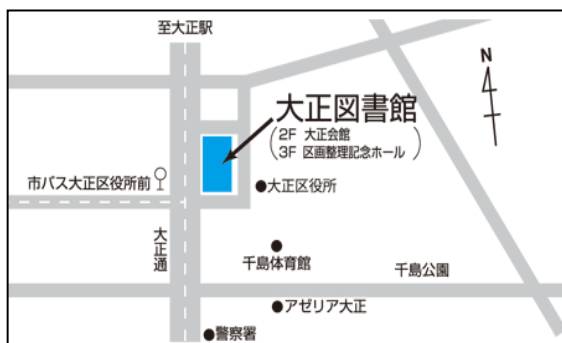 至大正駅
N
大正図書館
(2F 大正会館
3F 区画整理記念ホール)
市バス大正区役所前
●大正区役所
大正通
千島体育館
千島公園
●アゼリア大正
●警察署